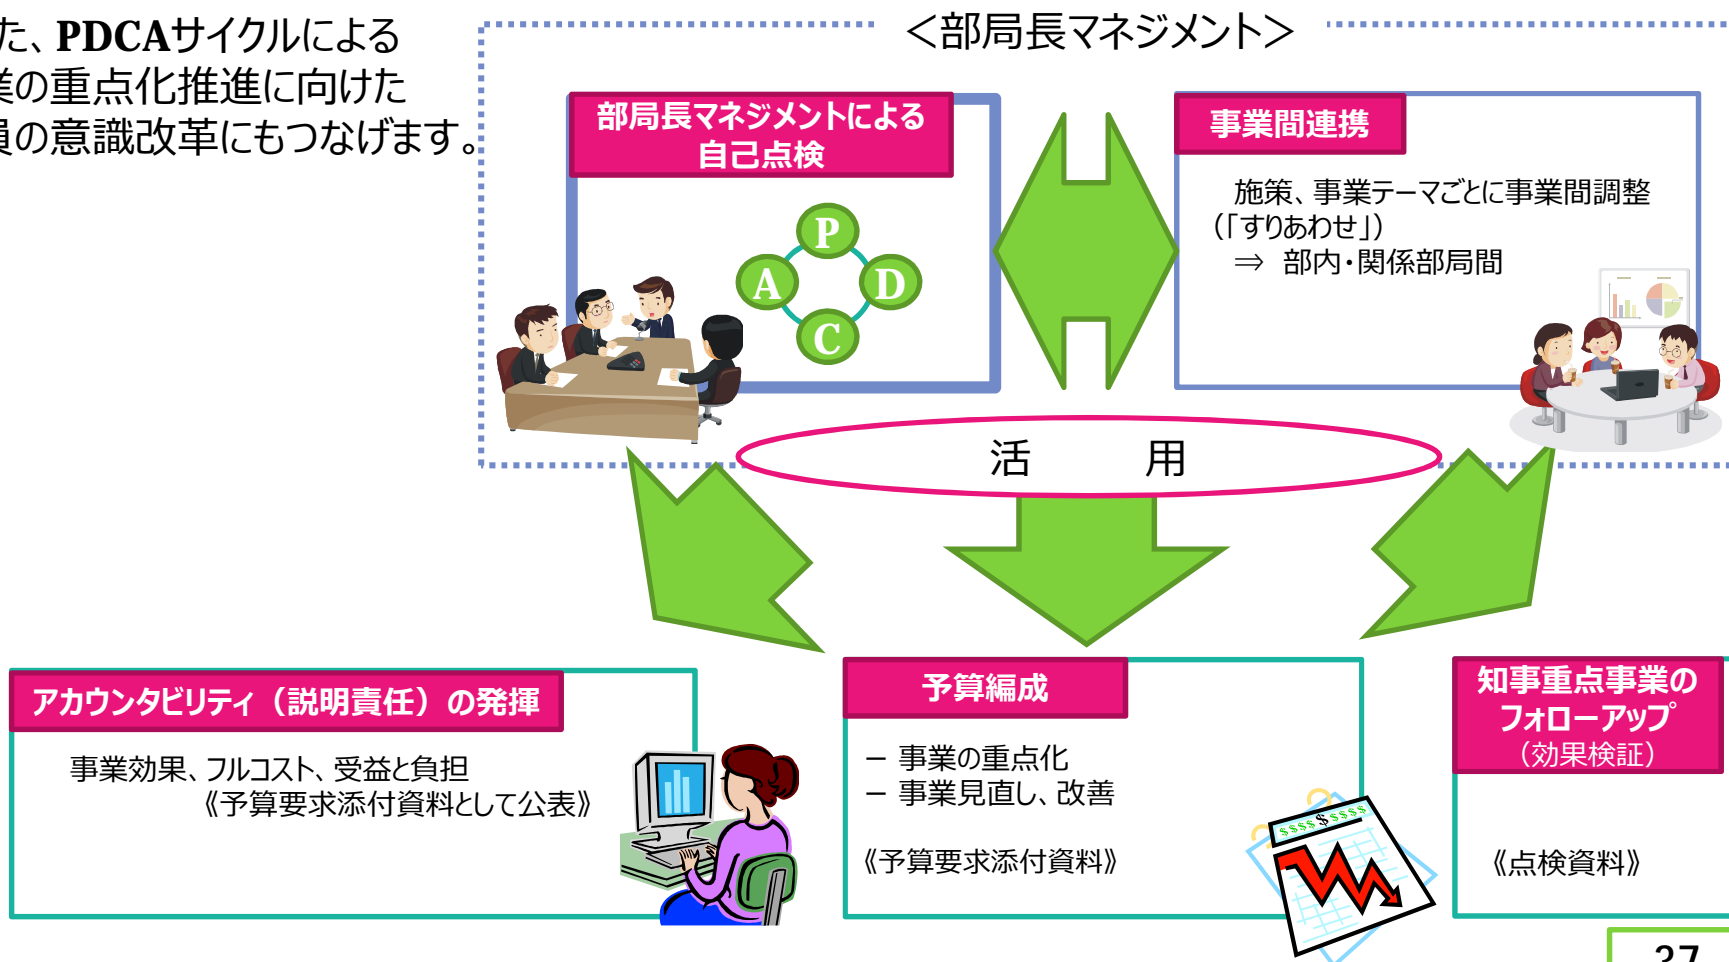 た、PDCAサイクルによる
業の重点化推進に向けた
員の意識改革にもつなげます。
＜部局長マネジメント＞
部局長マネジメントによる
自己点検
P
A
D
C
事業間連携
施策、事業テーマごとに事業間調整
（「すりあわせ」）
⇒ 部内・関係部局間
活　用
アカウンタビリティ（説明責任）の発揮
事業効果、フルコスト、受益と負担
《予算要求添付資料として公表》
予算編成
－ 事業の重点化
－ 事業見直し、改善
《予算要求添付資料》
$$$$$$$$$
知事重点事業の
フォローアップ
（効果検証）
《点検資料》
27